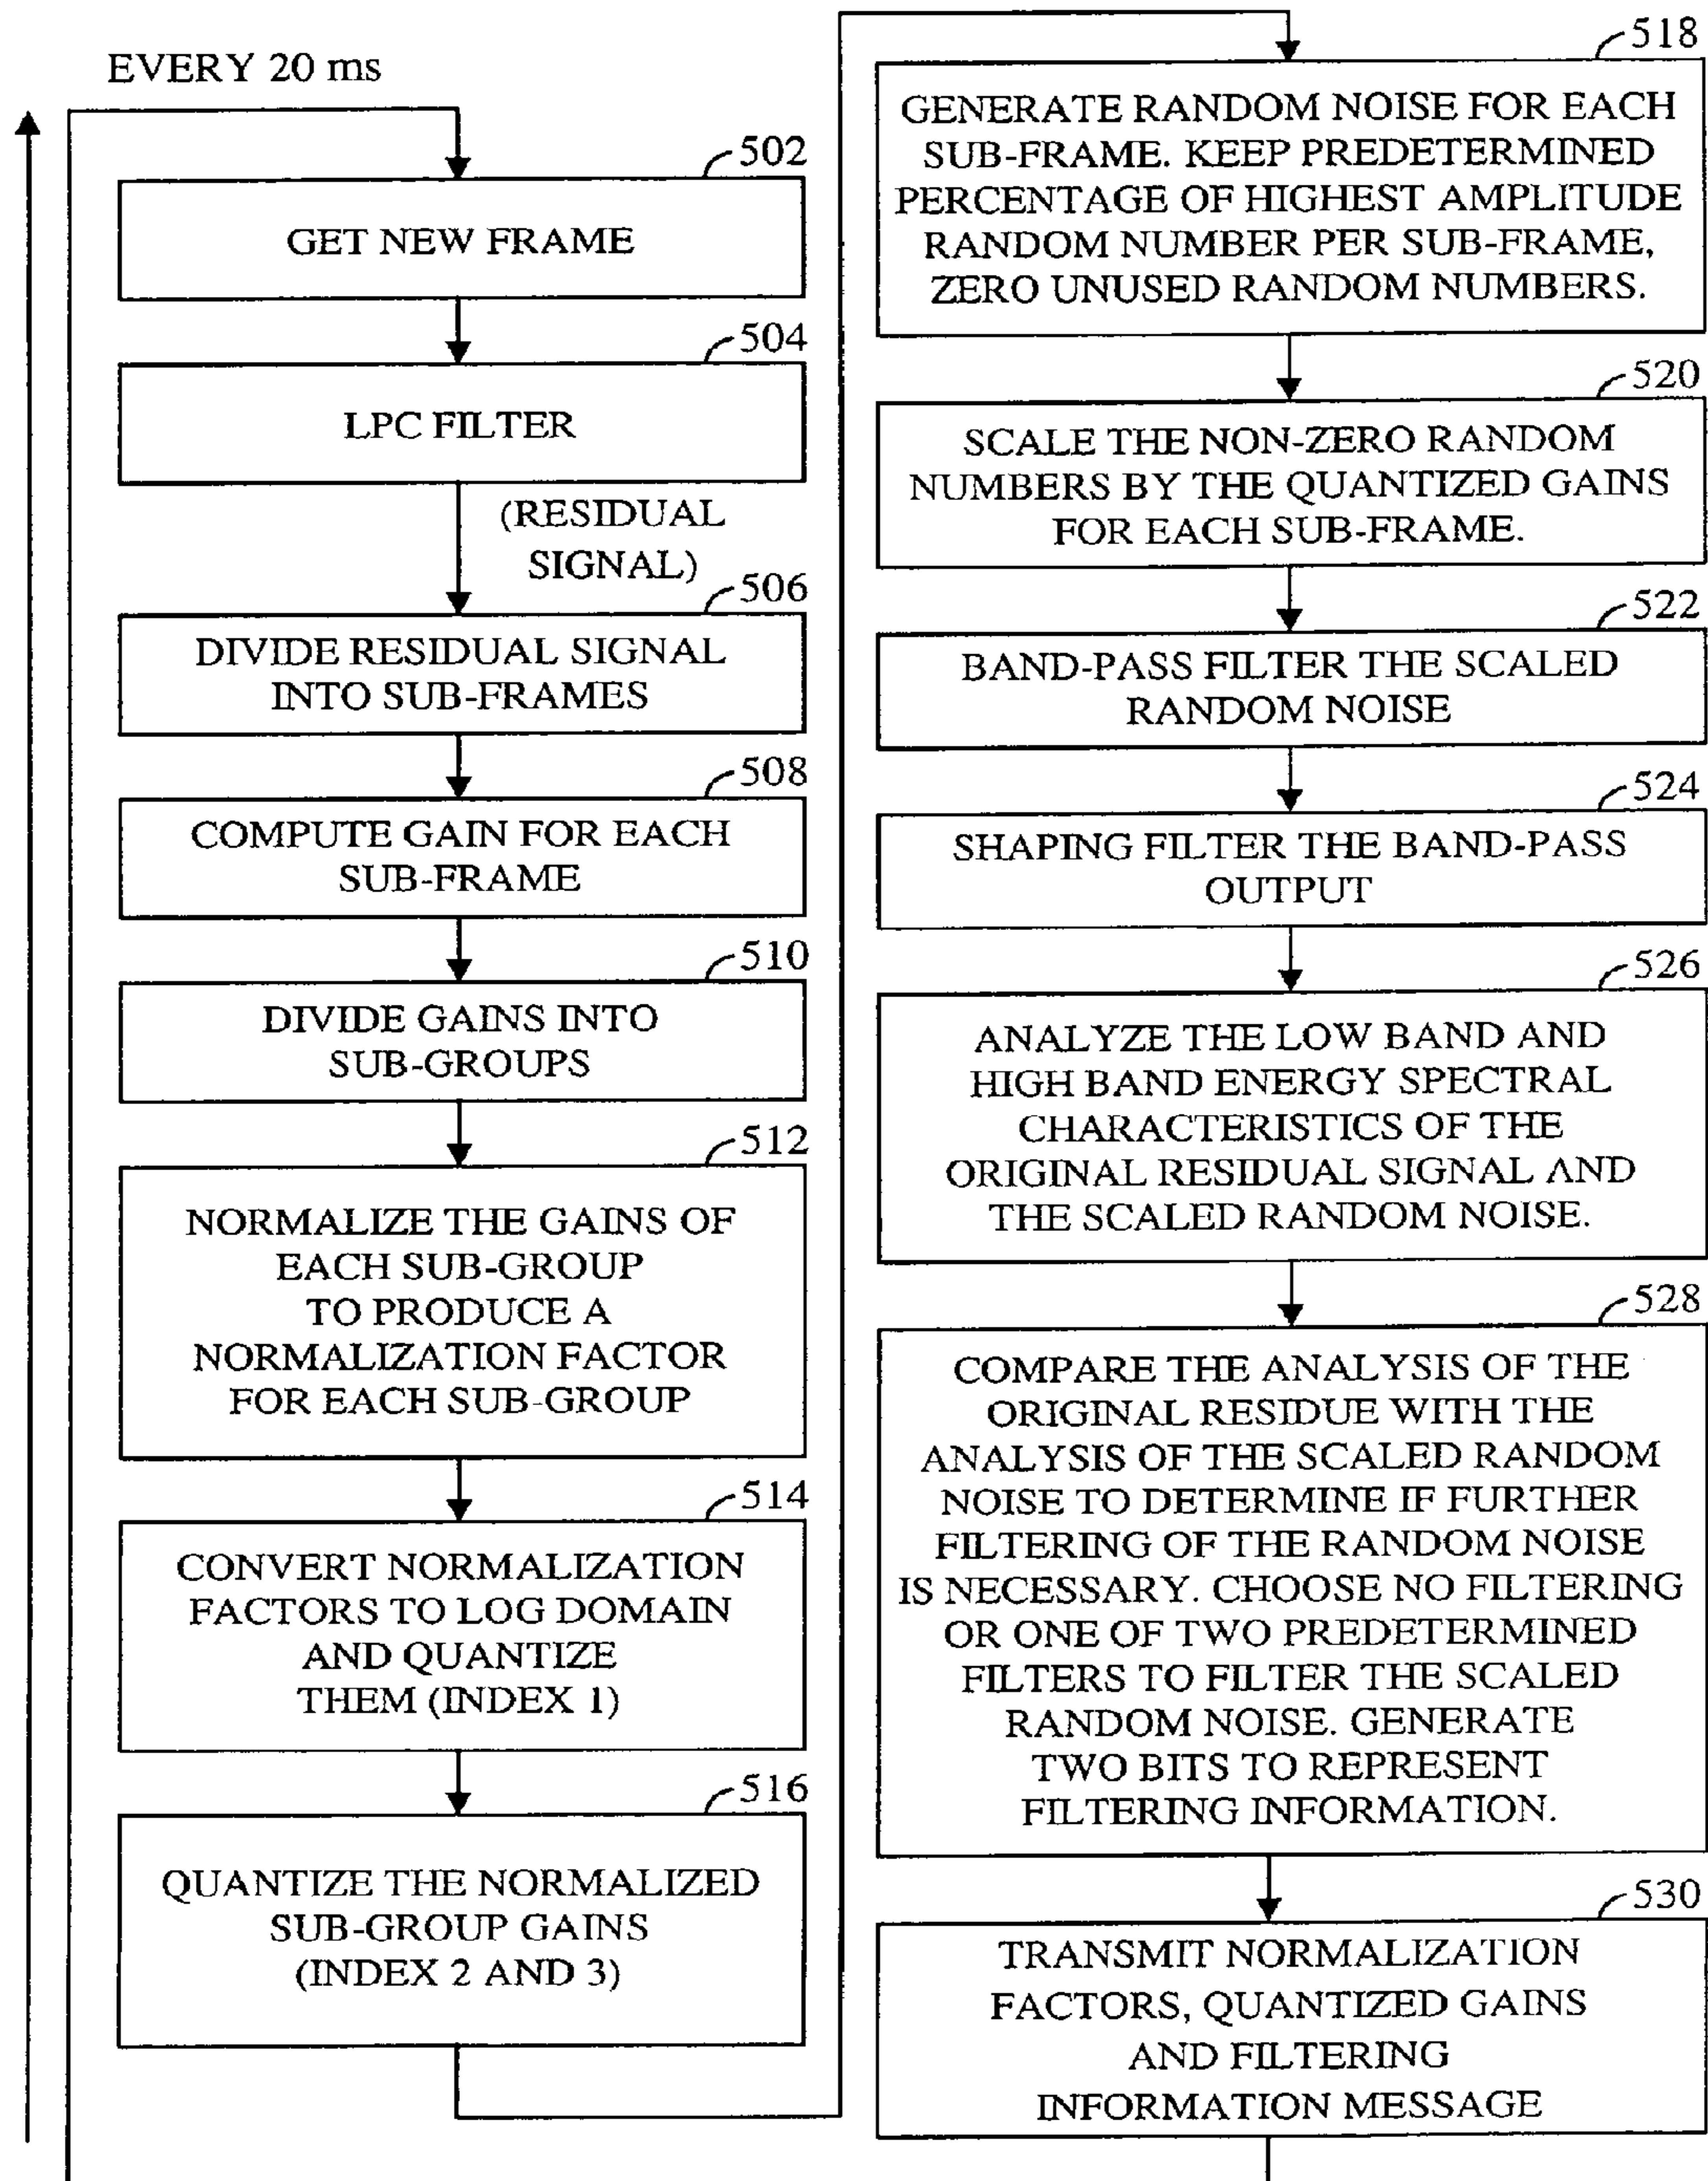 EVERY 20 ms
502
GET NEW FRAME
504
LPC FILTER
(RESIDUAL
SIGNAL)
506
DIVIDE RESIDUAL SIGNAL
INTO SUB-FRAMES
508
COMPUTE GAIN FOR EACH
SUB-FRAME
510
DIVIDE GAINS INTO
SUB-GROUPS
512
NORMALIZE THE GAINS OF
EACH SUB-GROUP
TO PRODUCE A
NORMALIZATION FACTOR
FOR EACH SUB-GROUP
514
CONVERT NORMALIZATION
FACTORS TO LOG DOMAIN
AND QUANTIZE
THEM (INDEX 1)
516
QUANTIZE THE NORMALIZED
SUB-GROUP GAINS
(INDEX 2 AND 3)
518
GENERATE RANDOM NOISE FOR EACH
SUB-FRAME. KEEP PREDETERMINED
PERCENTAGE OF HIGHEST AMPLITUDE
RANDOM NUMBER PER SUB-FRAME,
ZERO UNUSED RANDOM NUMBERS.
520
SCALE THE NON-ZERO RANDOM
NUMBERS BY THE QUANTIZED GAINS
FOR EACH SUB-FRAME.
522
BAND-PASS FILTER THE SCALED
RANDOM NOISE
524
SHAPING FILTER THE BAND-PASS
OUTPUT
526
ANALYZE THE LOW BAND AND
HIGH BAND ENERGY SPECTRAL
CHARACTERISTICS OF THE
ORIGINAL RESIDUAL SIGNAL AND
THE SCALED RANDOM NOISE.
528
COMPARE THE ANALYSIS OF THE
ORIGINAL RESIDUE WITH THE
ANALYSIS OF THE SCALED RANDOM
NOISE TO DETERMINE IF FURTHER
FILTERING OF THE RANDOM NOISE
IS NECESSARY. CHOOSE NO FILTERING
OR ONE OF TWO PREDETERMINED
FILTERS TO FILTER THE SCALED
RANDOM NOISE. GENERATE
TWO BITS TO REPRESENT
FILTERING INFORMATION.
530
TRANSMIT NORMALIZATION
FACTORS, QUANTIZED GAINS
AND FILTERING
INFORMATION MESSAGE